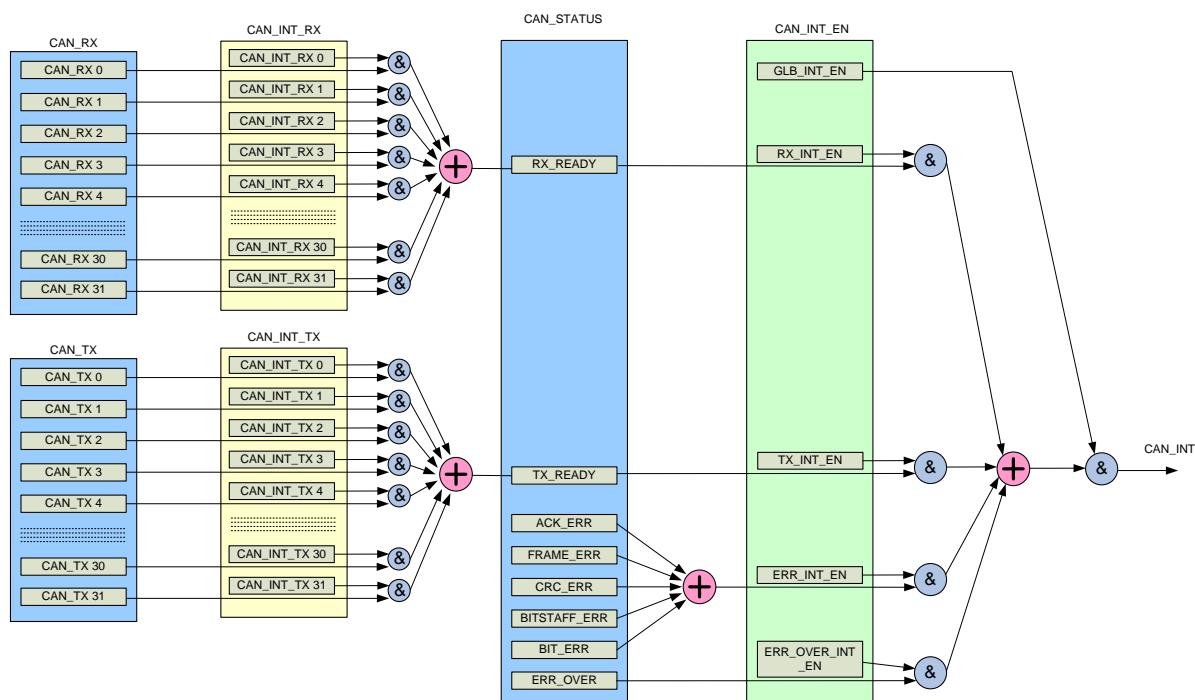 CAN_RX
CAN_RX 0
CAN_RX 1
CAN_RX 2
CAN_RX 3
CAN_RX 4
CAN_RX 30
CAN_RX 31
CAN_INT_RX
CAN_INT_RX 0
CAN_INT_RX 1
CAN_INT_RX 2
CAN_INT_RX 3
CAN_INT_RX 4
CAN_INT_RX 30
CAN_INT_RX 31
&
&
&
&
&
&
&
+
CAN_TX
CAN_TX 0
CAN_TX 1
CAN_TX 2
CAN_TX 3
CAN_TX 4
CAN_TX 30
CAN_TX 31
CAN_INT_TX
CAN_INT_TX 0
CAN_INT_TX 1
CAN_INT_TX 2
CAN_INT_TX 3
CAN_INT_TX 4
CAN_INT_TX 30
CAN_INT_TX 31
&
&
&
&
&
&
&
+
CAN_STATUS
RX_READY
TX_READY
ACK_ERR
FRAME_ERR
CRC_ERR
BITSTAFF_ERR
BIT_ERR
ERR_OVER
+
CAN_INT_EN
GLB_INT_EN
RX_INT_EN
TX_INT_EN
ERR_INT_EN
ERR_OVER_INT
_EN
&
&
&
&
+
&
CAN_INT